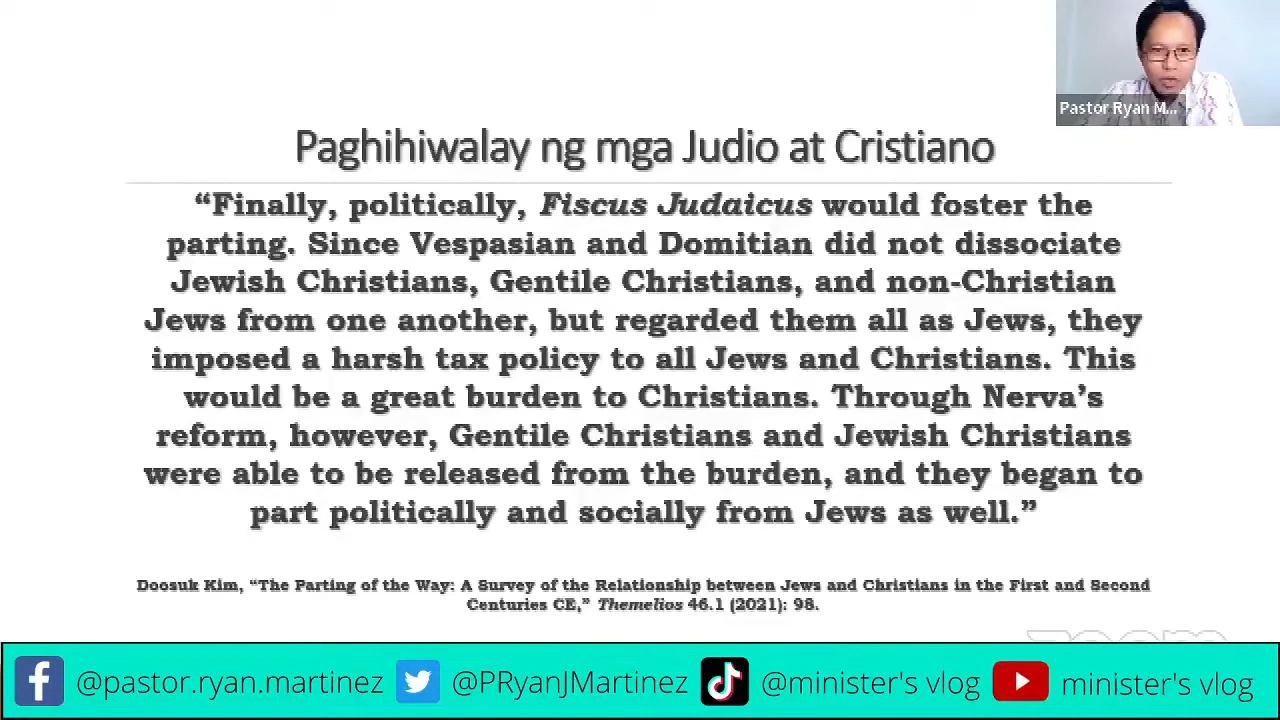 Pastor Ryan M...
Paghihiwalay ng mga Judio at Cristiano
“Finally, politically, Fiscus Judaicus would foster the
parting. Since Vespasian and Domitian did not dissociate
Jewish Christians, Gentile Christians, and non-Christian
Jews from one another, but regarded them all as Jews, they
imposed a harsh tax policy to all Jews and Christians. This
would be a great burden to Christians. Through Nerva’s
reform, however, Gentile Christians and Jewish Christians
were able to be released from the burden, and they began to
part politically and socially from Jews as well.”
Doosuk Kim, “The Parting of the Way: A Survey of the Relationship between Jews and Christians in the First and Second
Centuries CE,” Themelios 46.1 (2021): 98.
zoom
@pastor.ryan.martinez @PRyanJMartinez @minister's vlog minister's vlog